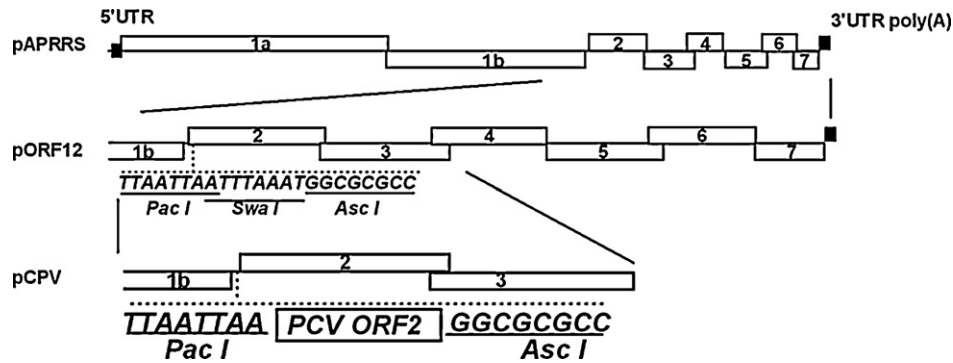 5'UTR
3'UTR poly(A)
pAPRRS 1a 2 4 6
1b 3 5 7
pORF12 2 4 6
1b 3 5 7
TTAATTAATTTAAATGGCGCGCC
Pac I Swa I Asc I
pCPV 2
1b 3
TTAATTAA PCV ORF2 GGCGCGCC
Pac I Asc I